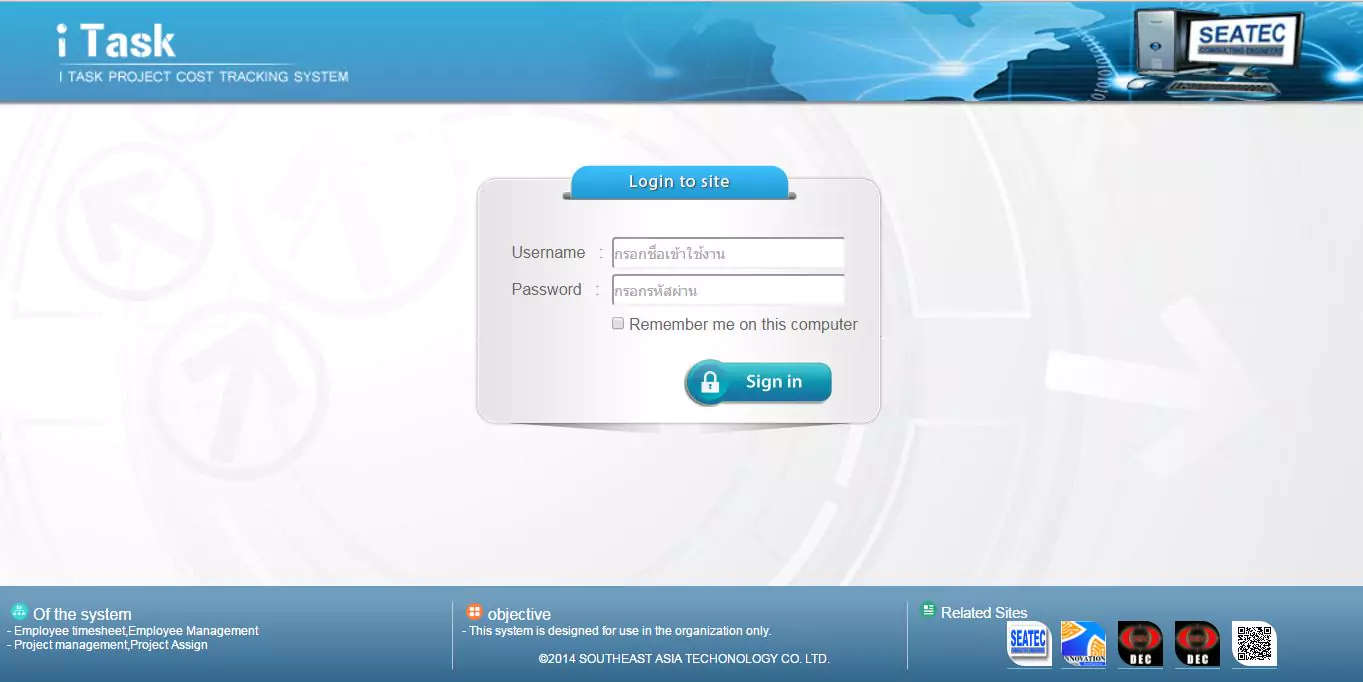 i Task
I TASK PROJECT COST TRACKING SYSTEM
SEATEC
CONSULTING ENGINEERS
Login to site
Username : กรอกชื่อเข้าใช้งาน
Password : กรอกรหัสผ่าน
Remember me on this computer
Sign in
Of the system
- Employee timesheet,Employee Management
- Project management,Project Assign
objective
- This system is designed for use in the organization only.
©2014 SOUTHEAST ASIA TECHONOLOGY CO. LTD.
Related Sites
SEATEC
DEC
DEC